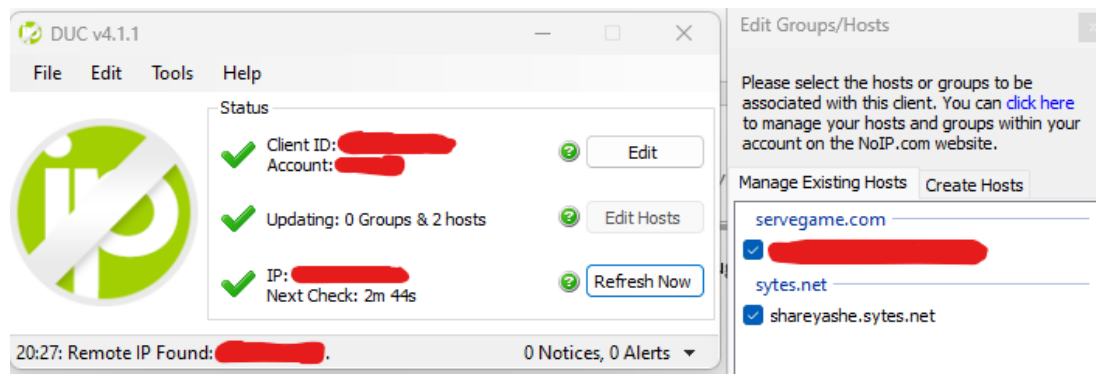 DUC v4.1.1
File Edit Tools Help
Status
Client ID:
Account:
Edit
Updating: 0 Groups & 2 hosts
Edit Hosts
IP:
Next Check: 2m 44s
Refresh Now
20:27: Remote IP Found: .
0 Notices, 0 Alerts
Edit Groups/Hosts
Please select the hosts or groups to be
associated with this client. You can click here
to manage your hosts and groups within your
account on the NoIP.com website.
Manage Existing Hosts Create Hosts
servegame.com
sytes.net
shareyashe.sytes.net